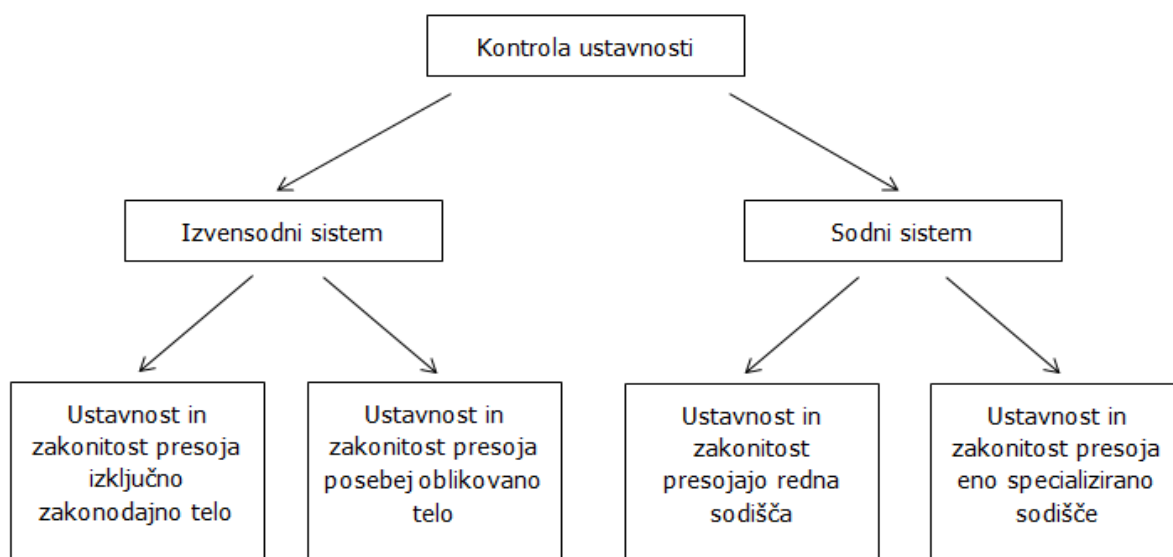 Kontrola ustavnosti
Izvensodni sistem
Sodni sistem
Ustavnost in
zakonitost presoja
izključno
zakonodajno telo
Ustavnost in
zakonitost presoja
posebej oblikovano
telo
Ustavnost in
zakonitost
presojajo redna
sodišča
Ustavnost in
zakonitost presoja
eno specializirano
sodišče